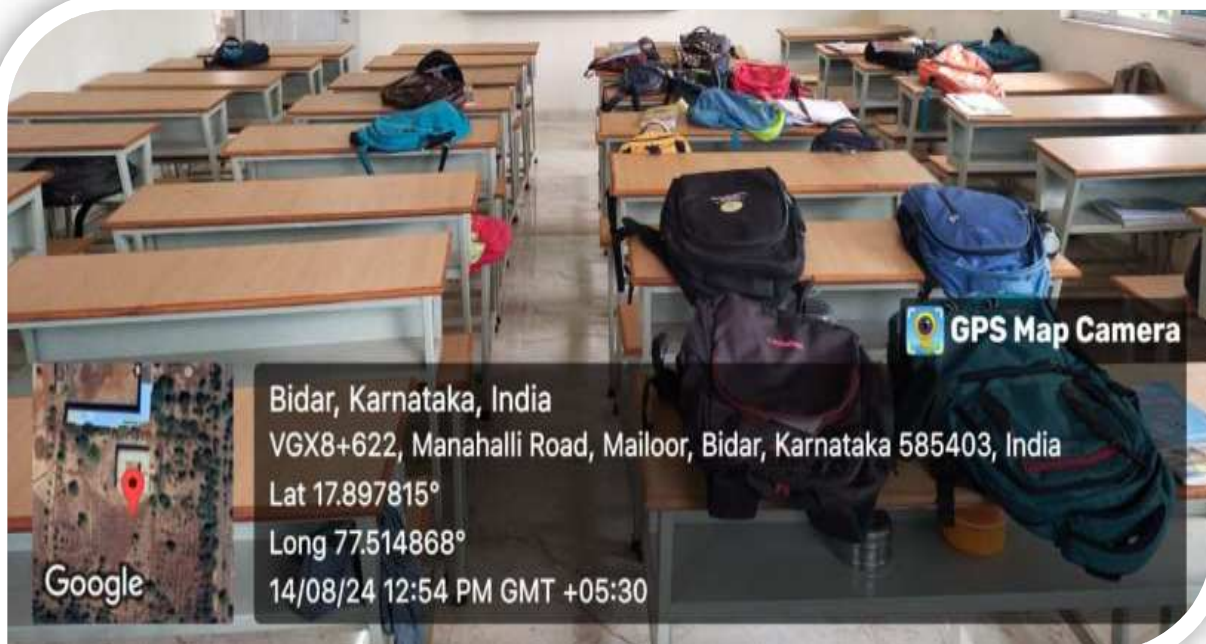 GPS Map Camera
Bidar, Karnataka, India
VGX8+622, Manahalli Road, Mailoor, Bidar, Karnataka 585403, India
Lat 17.897815°
Long 77.514868°
14/08/24 12:54 PM GMT +05:30
Google